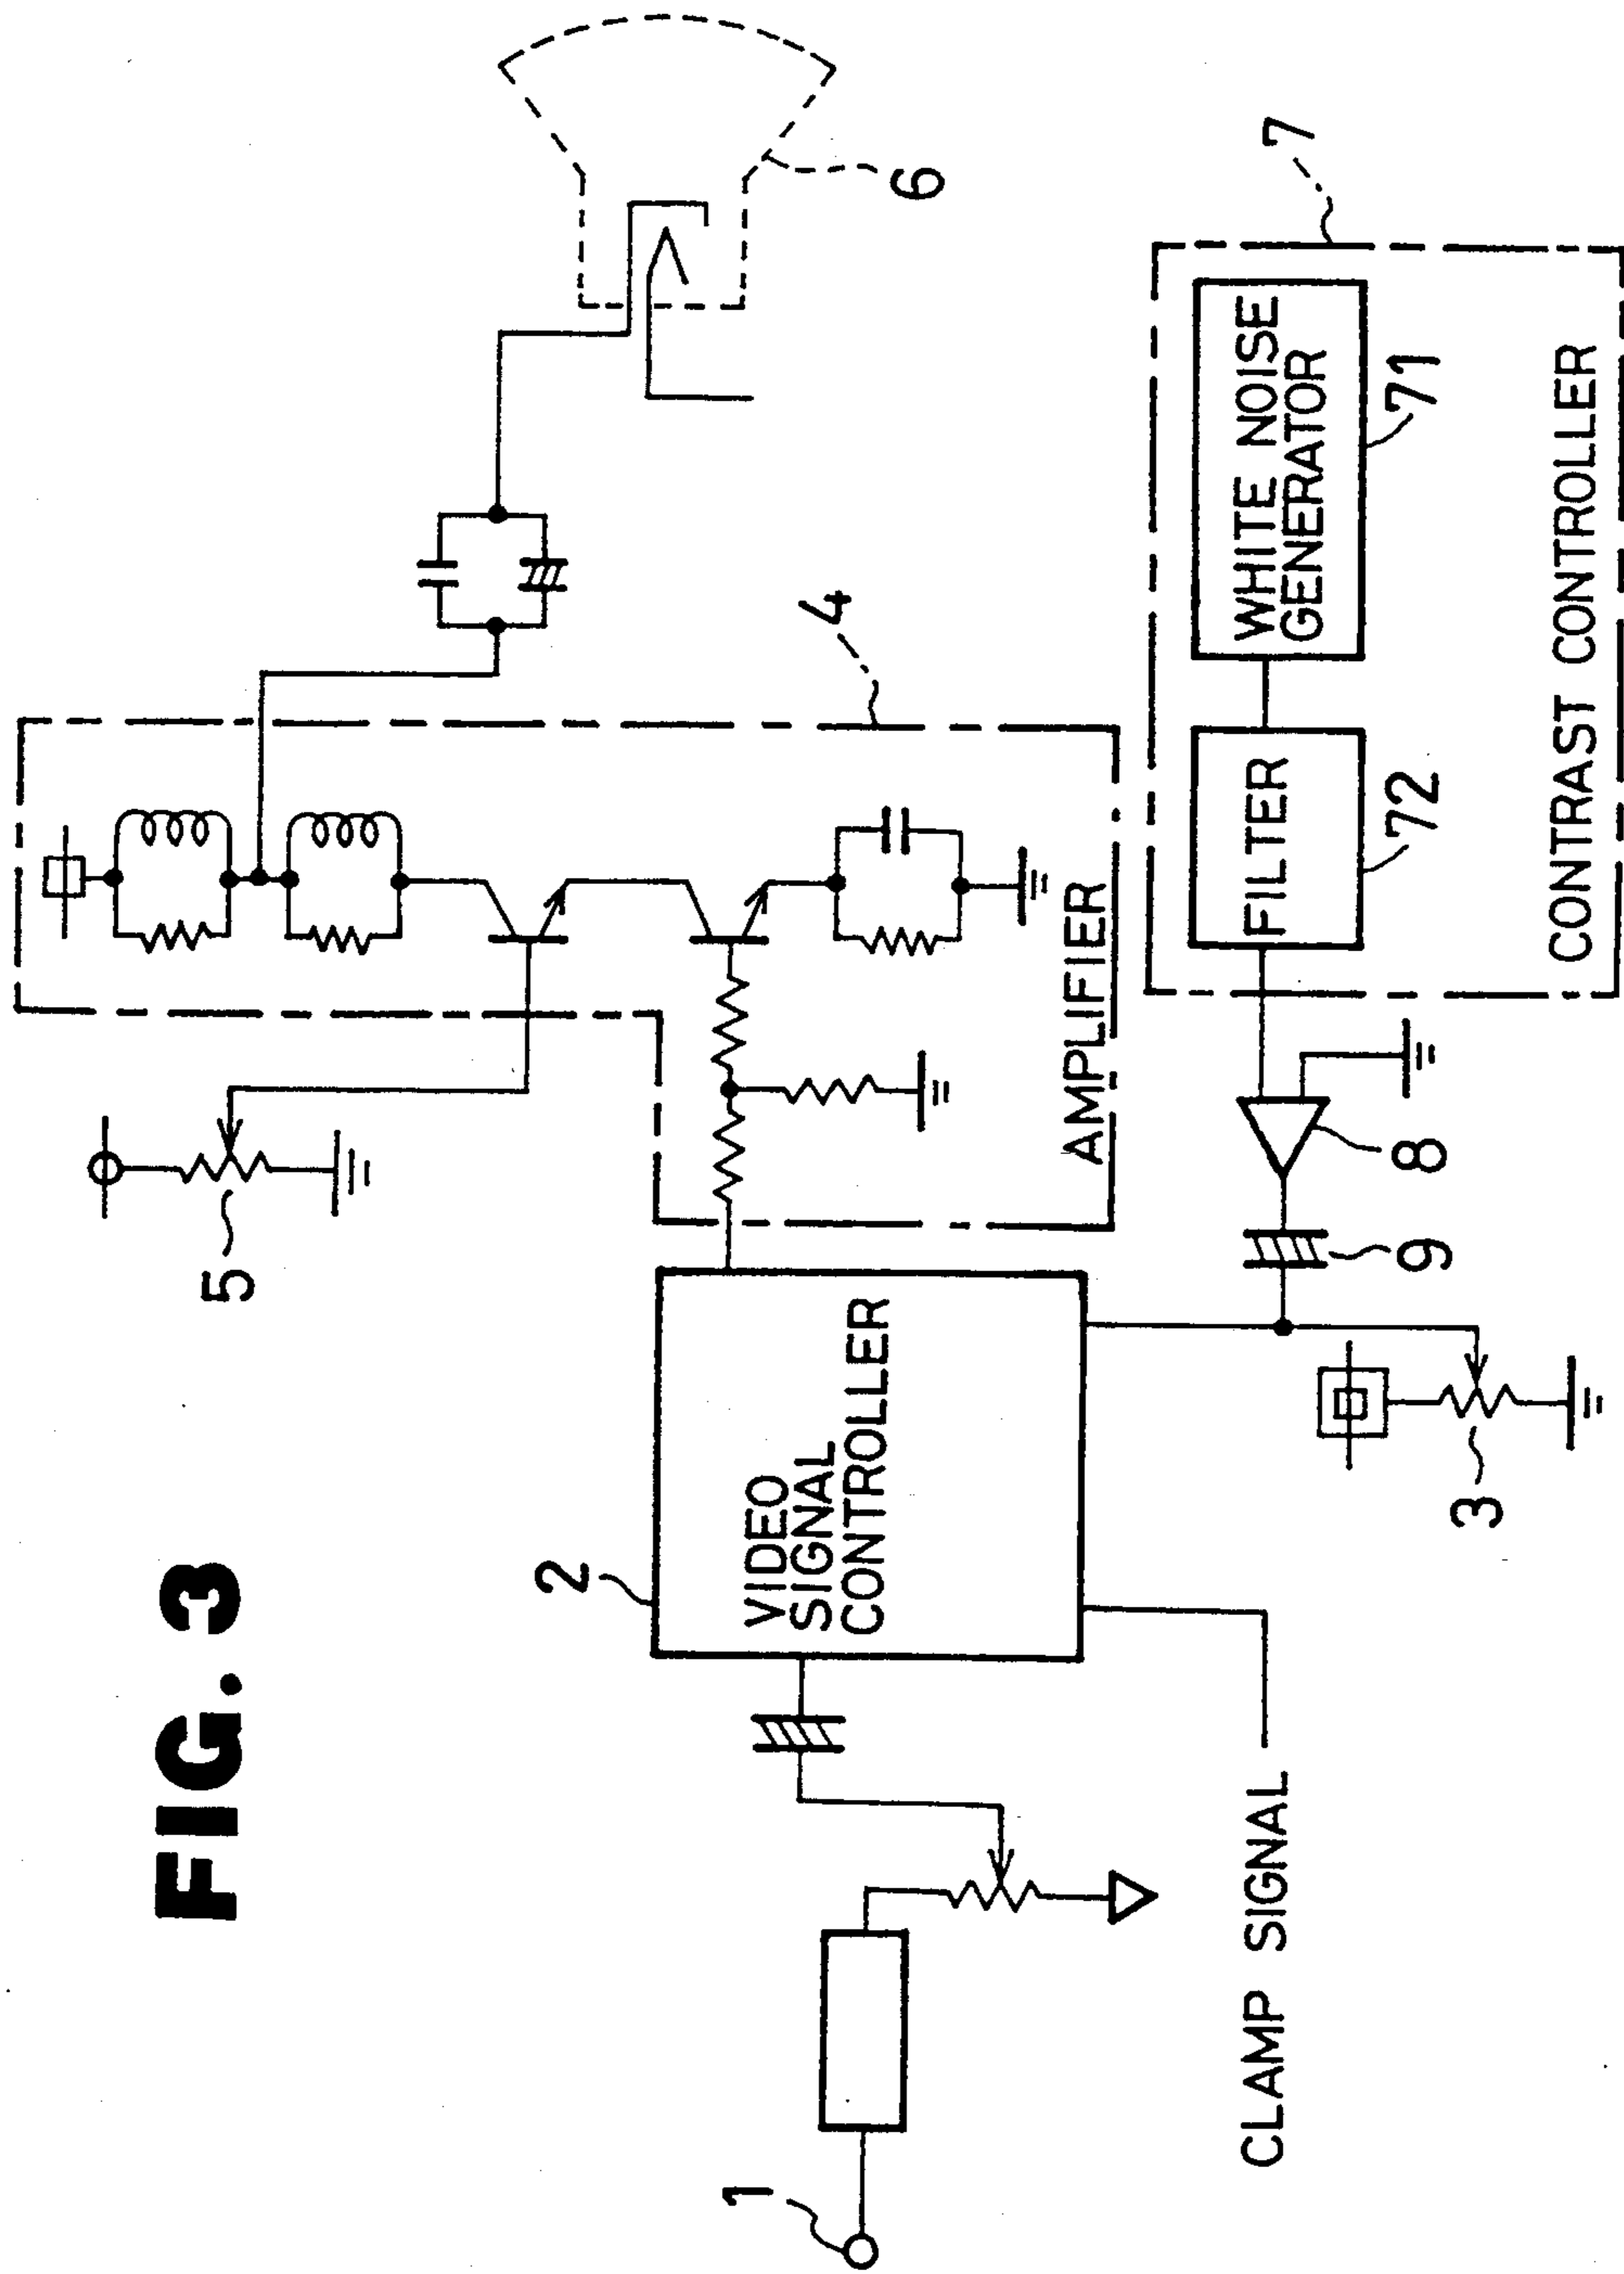 FIG. 3
1
2
VIDEO
SIGNAL
CONTROLLER
CLAMP SIGNAL
3
5
4
AMPLIFIER
6
9
8
7
FILTER
72
WHITE NOISE
GENERATOR
71
CONTRAST CONTROLLER